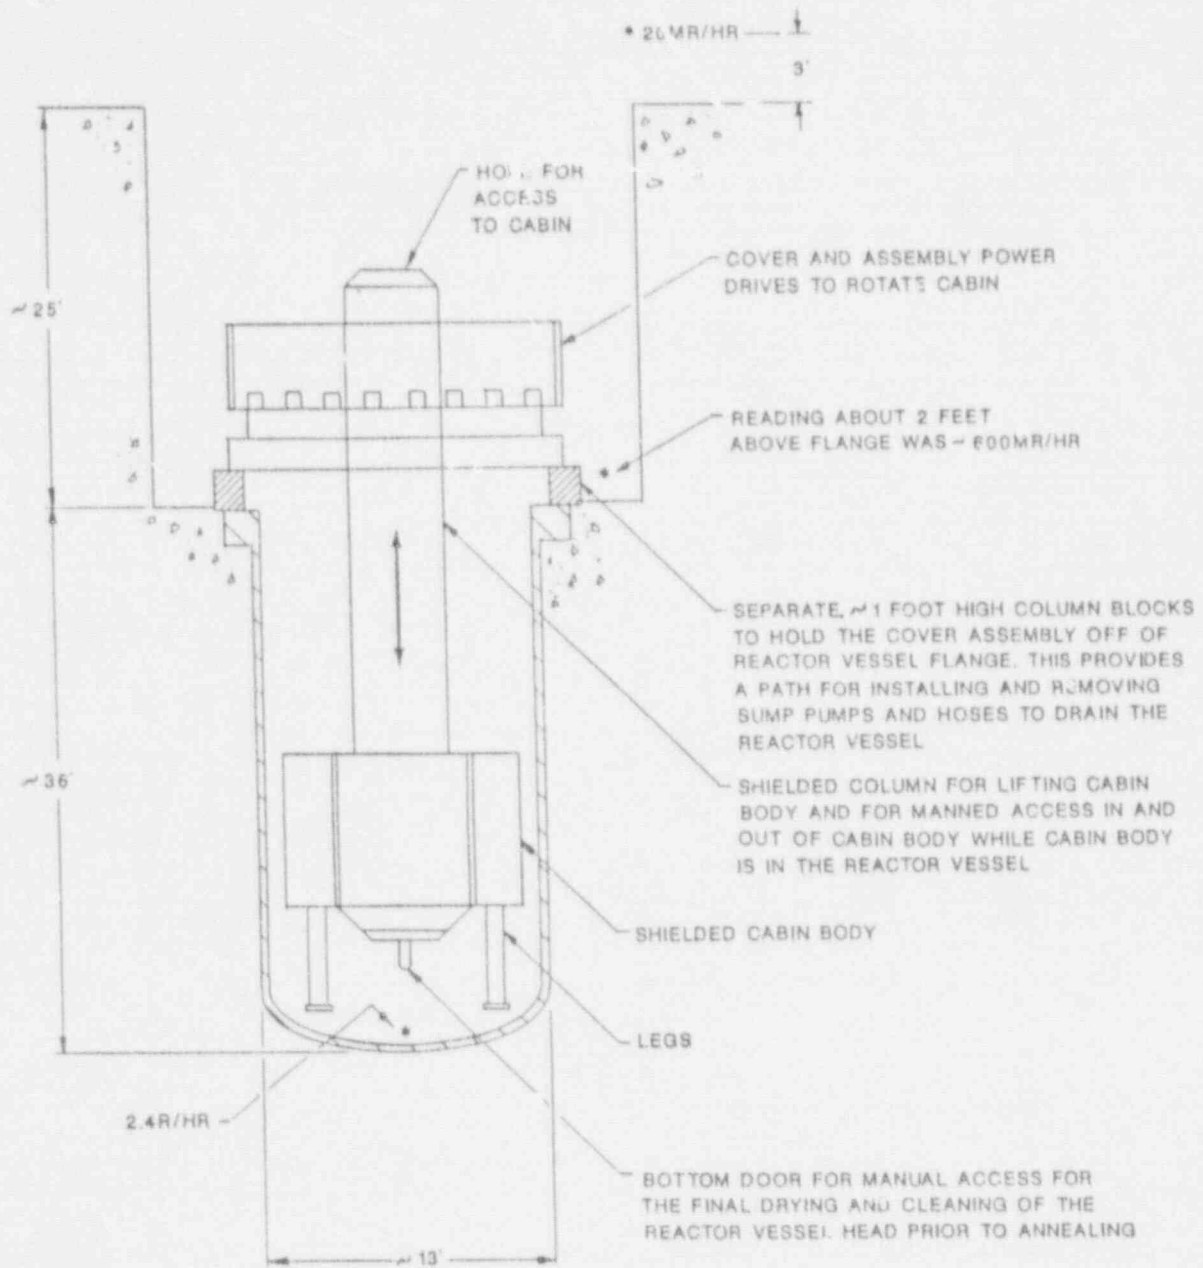 * 20MR/HR
3'
HOLE FOR
ACCESS
TO CABIN
COVER AND ASSEMBLY POWER
DRIVES TO ROTATE CABIN
~25'
READING ABOUT 2 FEET
ABOVE FLANGE WAS ~ 600MR/HR
SEPARATE, ~1 FOOT HIGH COLUMN BLOCKS
TO HOLD THE COVER ASSEMBLY OFF OF
REACTOR VESSEL FLANGE. THIS PROVIDES
A PATH FOR INSTALLING AND REMOVING
SUMP PUMPS AND HOSES TO DRAIN THE
REACTOR VESSEL
~36'
SHIELDED COLUMN FOR LIFTING CABIN
BODY AND FOR MANNED ACCESS IN AND
OUT OF CABIN BODY WHILE CABIN BODY
IS IN THE REACTOR VESSEL
SHIELDED CABIN BODY
LEGS
2.4R/HR
BOTTOM DOOR FOR MANUAL ACCESS FOR
THE FINAL DRYING AND CLEANING OF THE
REACTOR VESSEL HEAD PRIOR TO ANNEALING
~13'